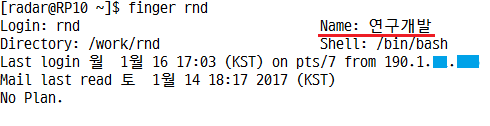 [radar@RP10 ~]$ finger rnd
Login: rnd Name: 연구개발
Directory: /work/rnd Shell: /bin/bash
Last login 월 1월 16 17:03 (KST) on pts/7 from 190.1.
Mail last read 토 1월 14 18:17 2017 (KST)
No Plan.